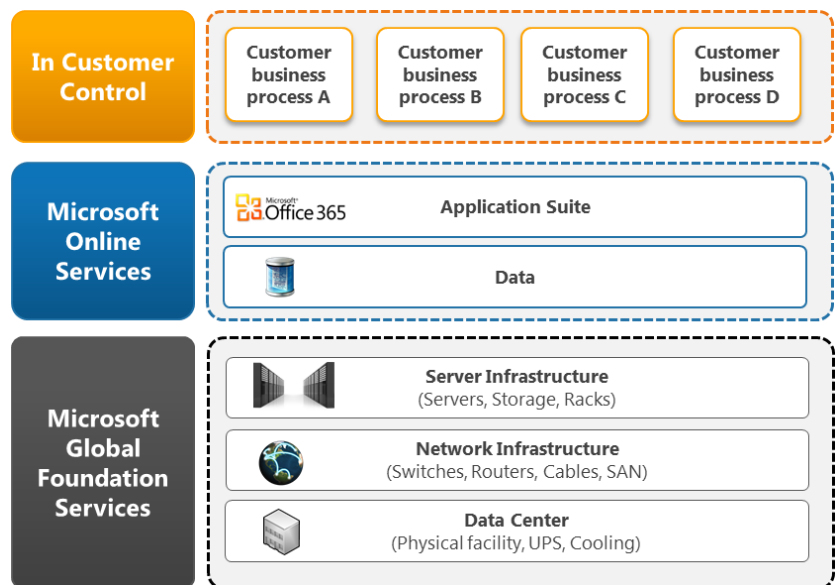 In Customer
Control
Customer
business
process A
Customer
business
process B
Customer
business
process C
Customer
business
process D
Microsoft
Online
Services
Microsoft®
Office 365
Application Suite
Data
Microsoft
Global
Foundation
Services
Server Infrastructure
(Servers, Storage, Racks)
Network Infrastructure
(Switches, Routers, Cables, SAN)
Data Center
(Physical facility, UPS, Cooling)